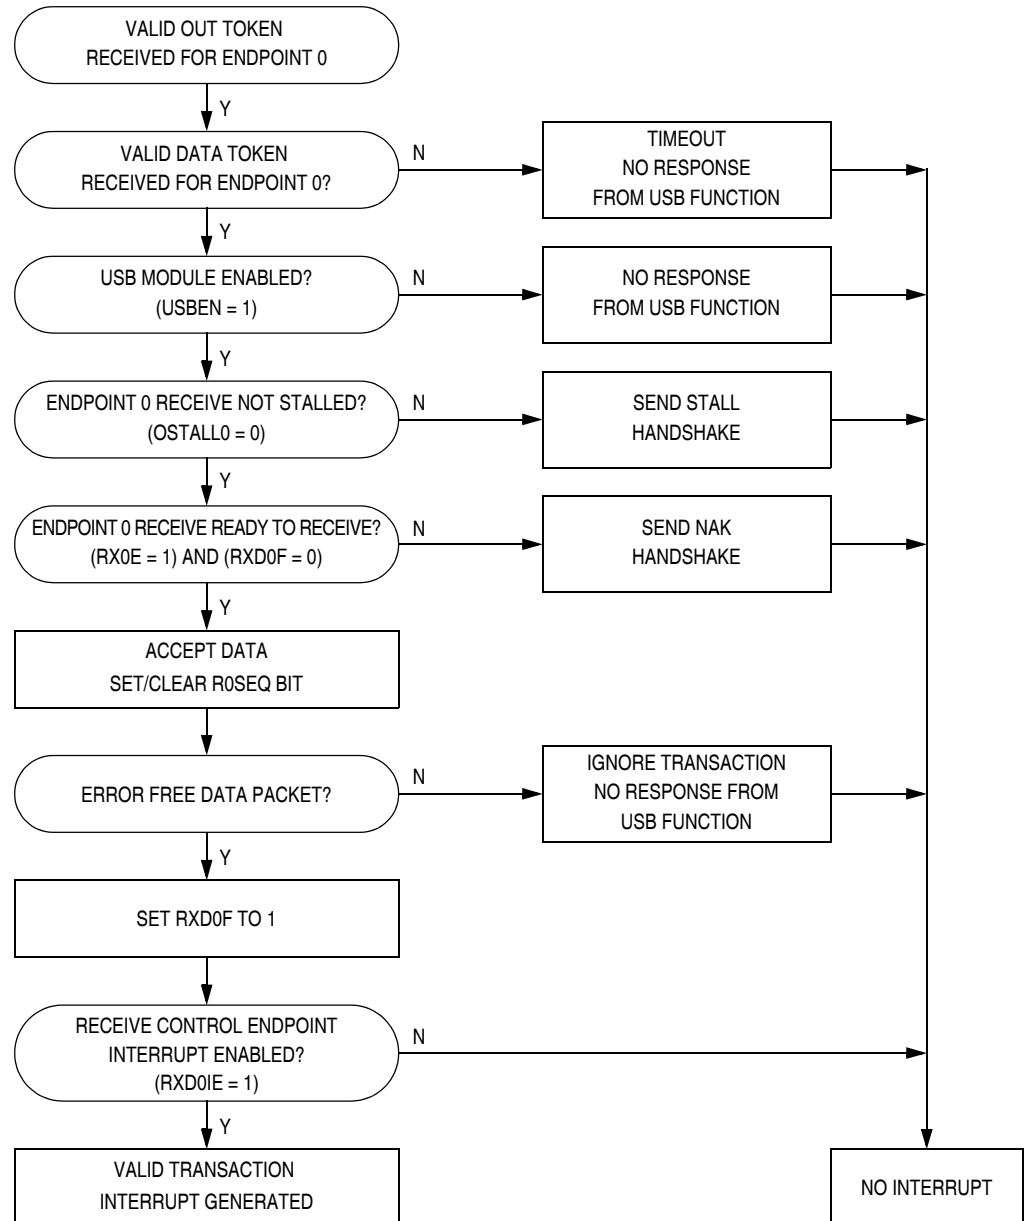 VALID OUT TOKEN
RECEIVED FOR ENDPOINT 0
Y
VALID DATA TOKEN
RECEIVED FOR ENDPOINT 0?
N
TIMEOUT
NO RESPONSE
FROM USB FUNCTION
Y
USB MODULE ENABLED?
(USBEN = 1)
N
NO RESPONSE
FROM USB FUNCTION
Y
ENDPOINT 0 RECEIVE NOT STALLED?
(OSTALL0 = 0)
N
SEND STALL
HANDSHAKE
Y
ENDPOINT 0 RECEIVE READY TO RECEIVE?
(RX0E = 1) AND (RXD0F = 0)
N
SEND NAK
HANDSHAKE
Y
ACCEPT DATA
SET/CLEAR R0SEQ BIT
ERROR FREE DATA PACKET?
N
IGNORE TRANSACTION
NO RESPONSE FROM
USB FUNCTION
Y
SET RXD0F TO 1
RECEIVE CONTROL ENDPOINT
INTERRUPT ENABLED?
(RXD0IE = 1)
N
Y
VALID TRANSACTION
INTERRUPT GENERATED
NO INTERRUPT